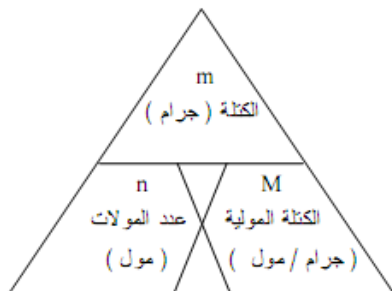 m
الكتلة ( جرام )
n
عدد المولات
( مول )
M
الكتلة المولية
( جرام / مول )